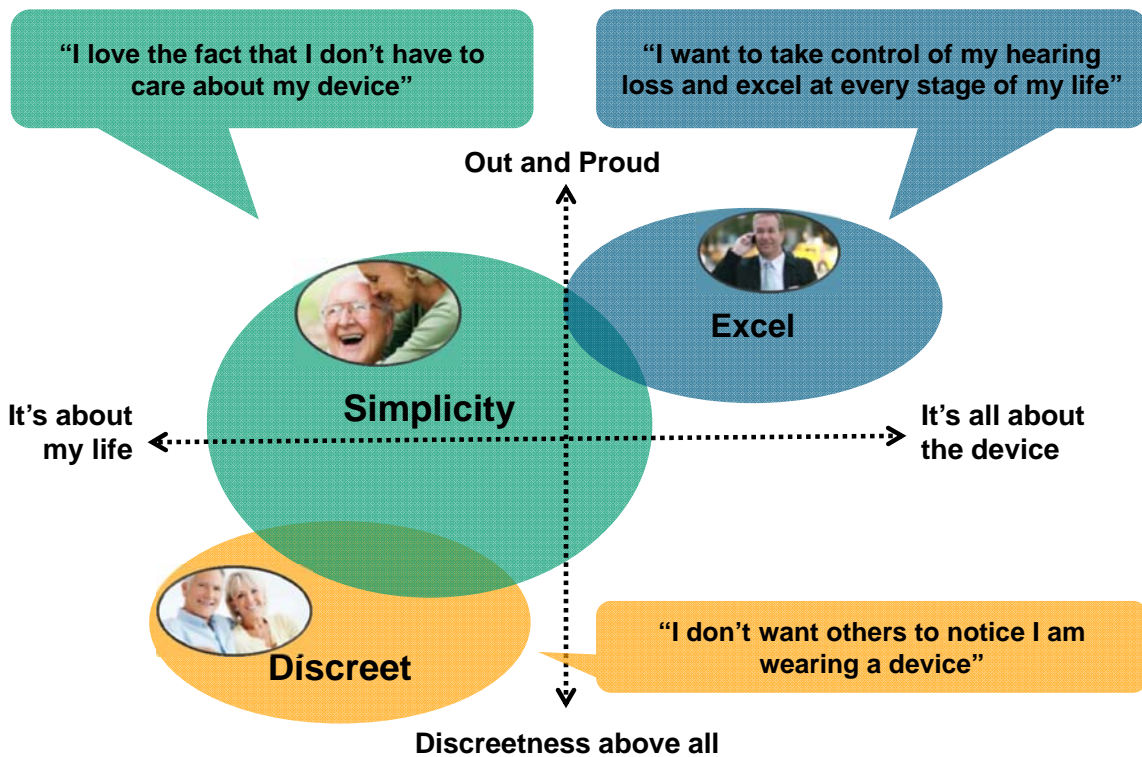 “I love the fact that I don’t have to
care about my device”
“I want to take control of my hearing
loss and excel at every stage of my life”
Out and Proud
Excel
Simplicity
It’s about
my life
It’s all about
the device
“I don’t want others to notice I am
wearing a device”
Discreet
Discreetness above all